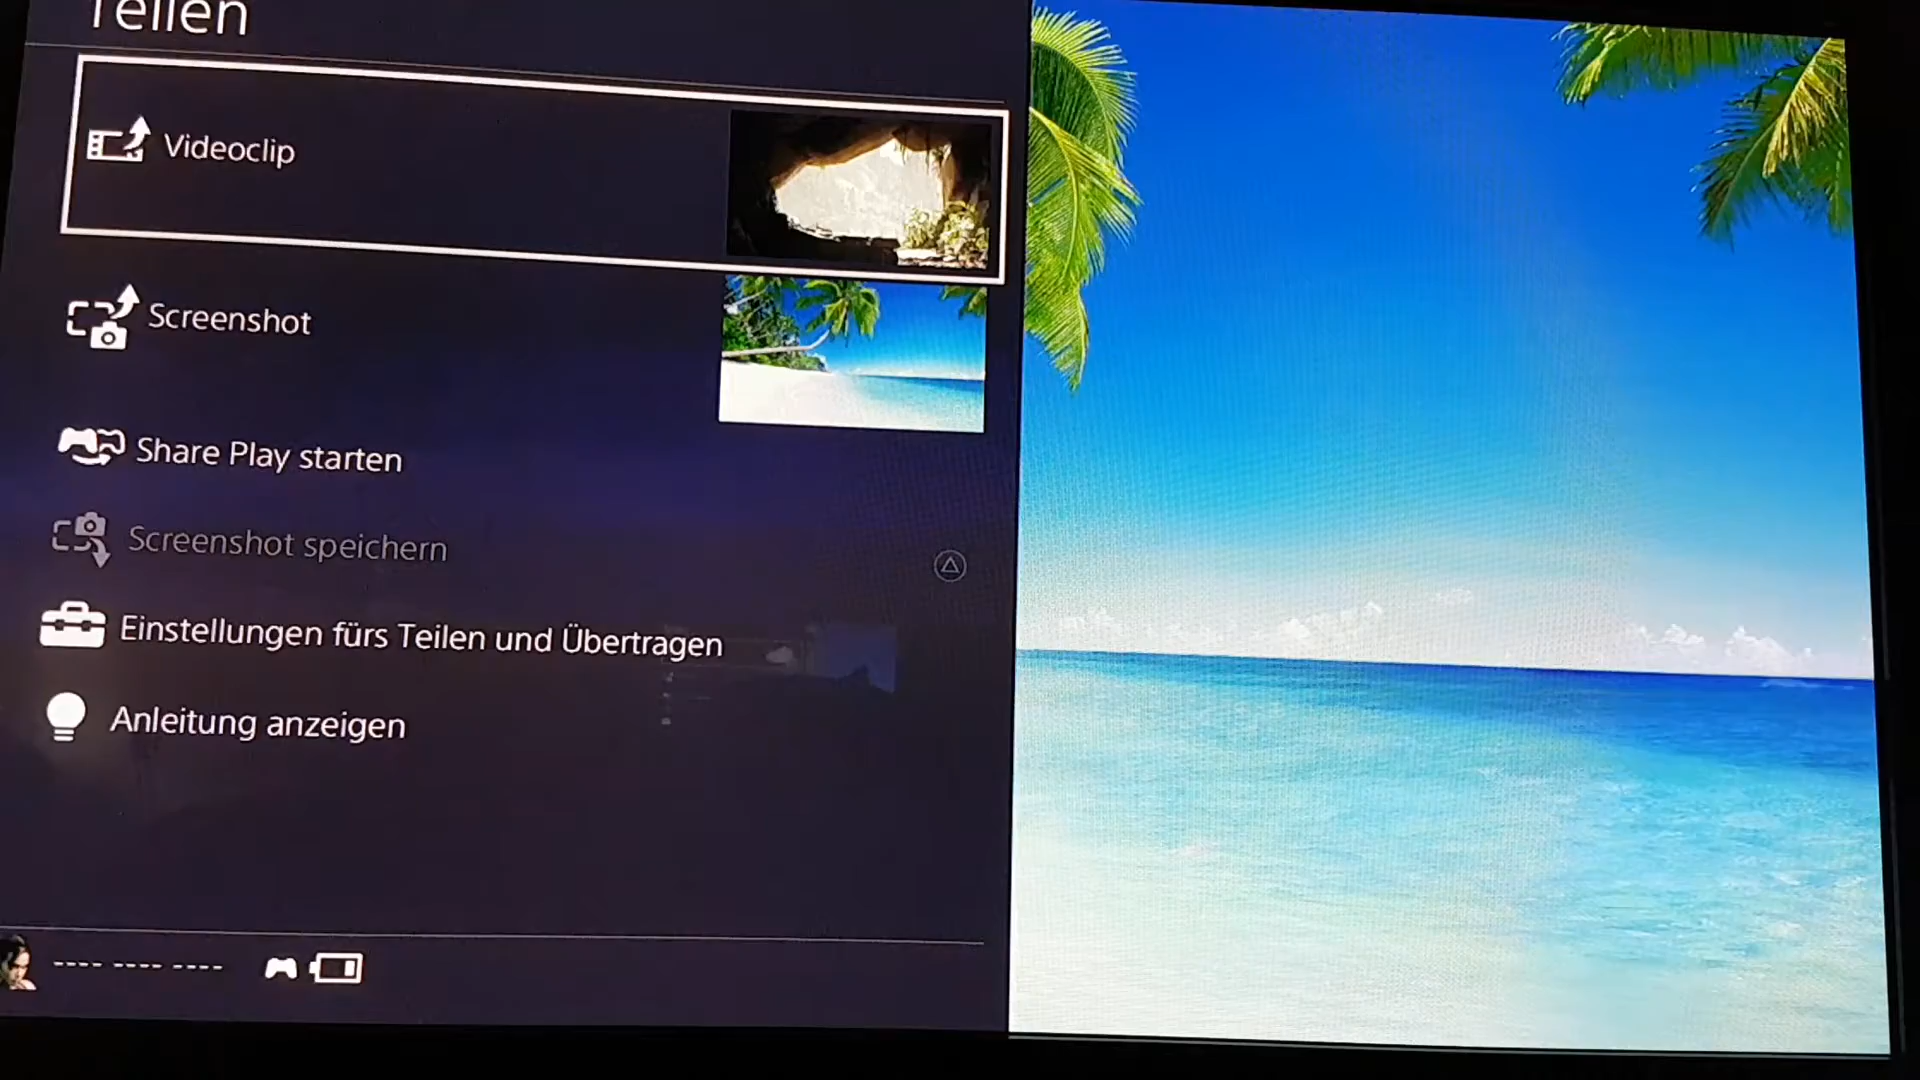 Teilen
Videoclip
Screenshot
Share Play starten
Screenshot speichern
Einstellungen fürs Teilen und Übertragen
Anleitung anzeigen
---- ---- ----